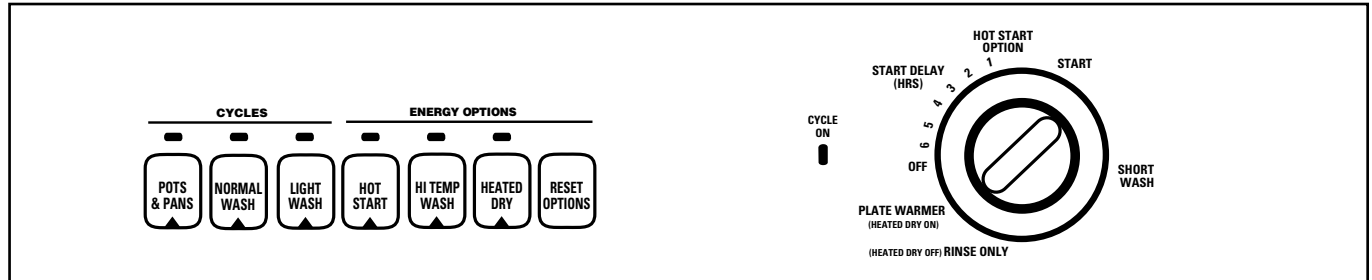 CYCLES
ENERGY OPTIONS
POTS
& PANS
NORMAL
WASH
LIGHT
WASH
HOT
START
HI TEMP
WASH
HEATED
DRY
RESET
OPTIONS
CYCLE
ON
HOT START
OPTION
START
START DELAY
(HRS)
1
2
3
4
5
6
OFF
SHORT
WASH
PLATE WARMER
(HEATED DRY ON)
(HEATED DRY OFF) RINSE ONLY